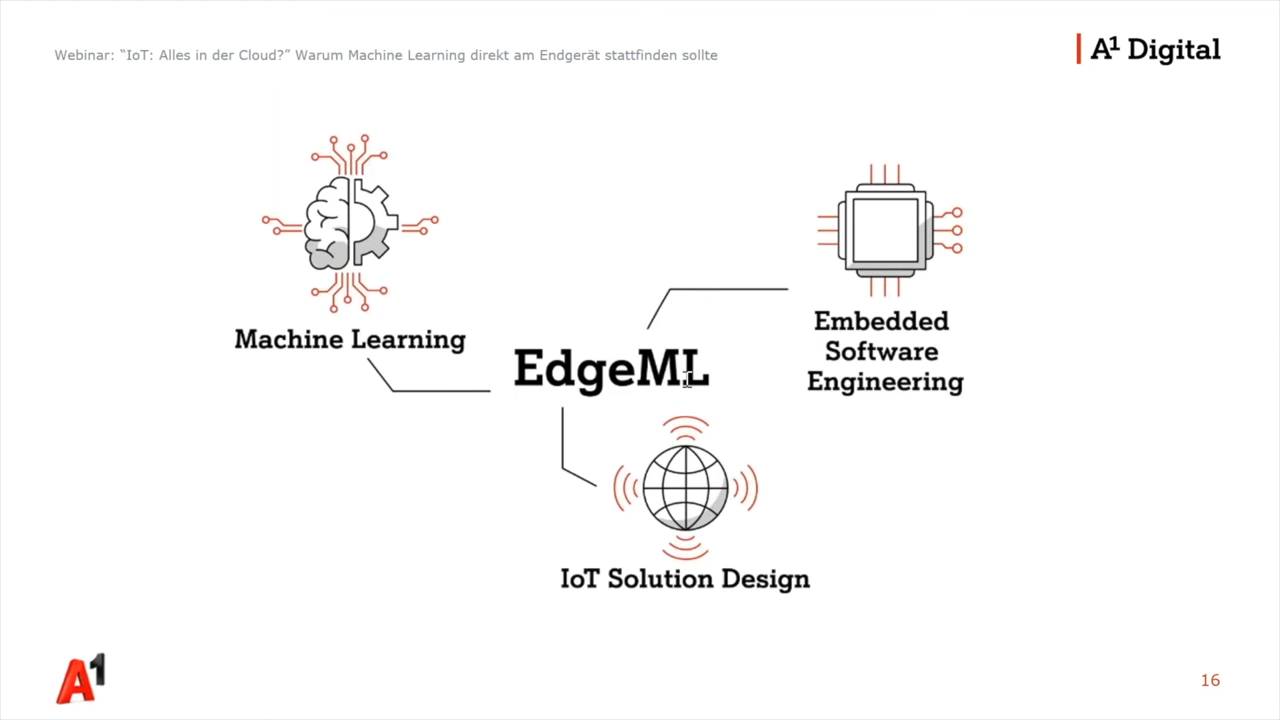 Webinar: “IoT: Alles in der Cloud?” Warum Machine Learning direkt am Endgerät stattfinden sollte
A¹ Digital
Machine Learning
Embedded
Software
Engineering
EdgeML
IoT Solution Design
A1
16